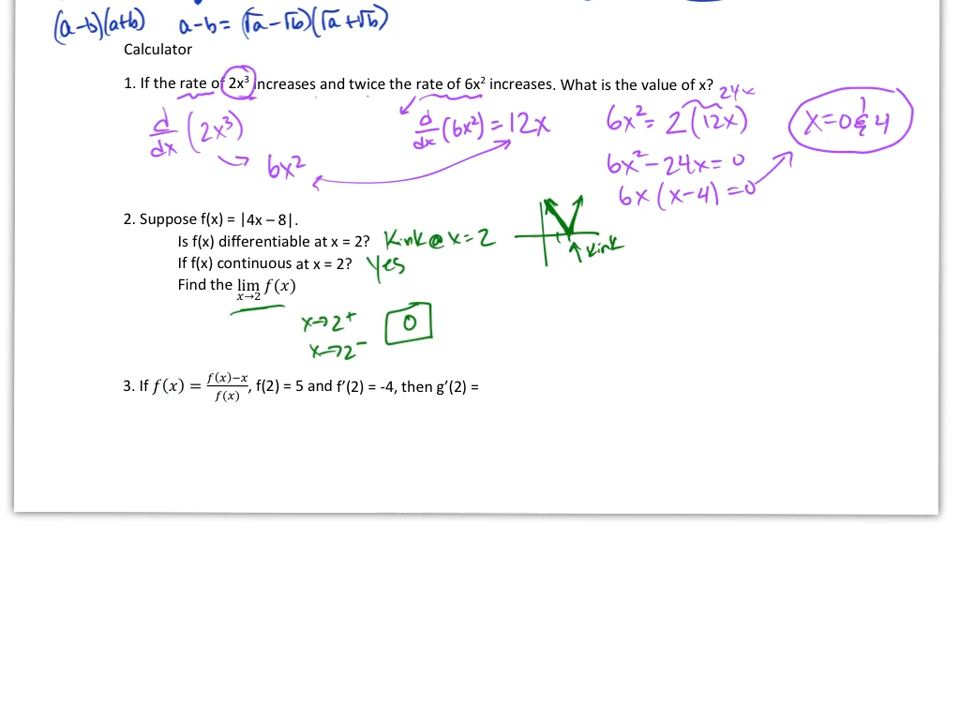 (a-b)(a+b) a-b = (√a - √b)(√a + √b)
Calculator
1. If the rate of 2x³ increases and twice the rate of 6x² increases. What is the value of x?
24x
d/dx (2x³) d/dx (6x²) = 12x 6x² = 2(12x) x=0 & 4
6x² 6x² - 24x = 0
6x(x-4) = 0
2. Suppose f(x) = |4x – 8|.
Is f(x) differentiable at x = 2? Kink @ x=2
↑ Kink
If f(x) continuous at x = 2? Yes
Find the lim x→2 f(x)
x→2⁺ 0
x→2⁻
3. If f(x) = f(x)−x / f(x), f(2) = 5 and f'(2) = -4, then g'(2) =